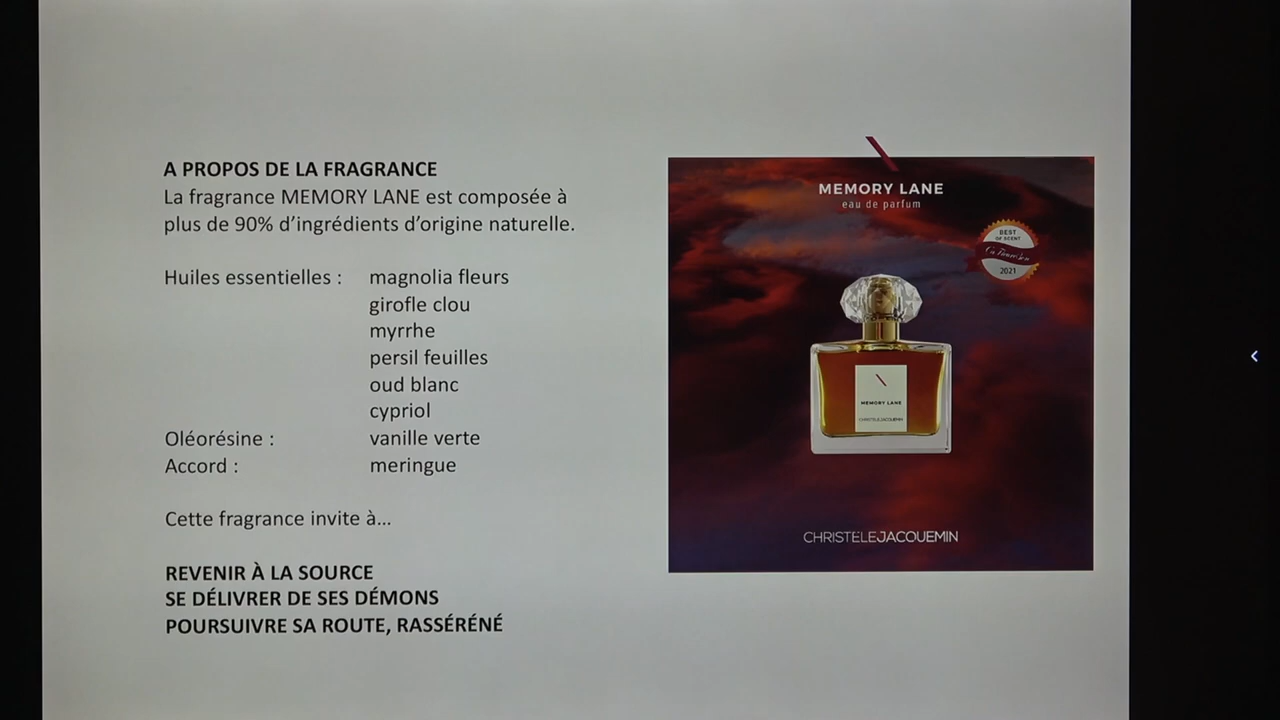 A PROPOS DE LA FRAGRANCE
La fragrance MEMORY LANE est composée à
plus de 90% d’ingrédients d’origine naturelle.
Huiles essentielles : magnolia fleurs
girofle clou
myrrhe
persil feuilles
oud blanc
cypriol
Oléorésine : vanille verte
Accord : meringue
Cette fragrance invite à…
REVENIR À LA SOURCE
SE DÉLIVRER DE SES DÉMONS
POURSUIVRE SA ROUTE, RASSÉRÉNÉ
MEMORY LANE
eau de parfum
BEST
OF SCENT
2021
MEMORY LANE
CHRISTELEJACQUEMIN
CHRISTELEJACQUEMIN